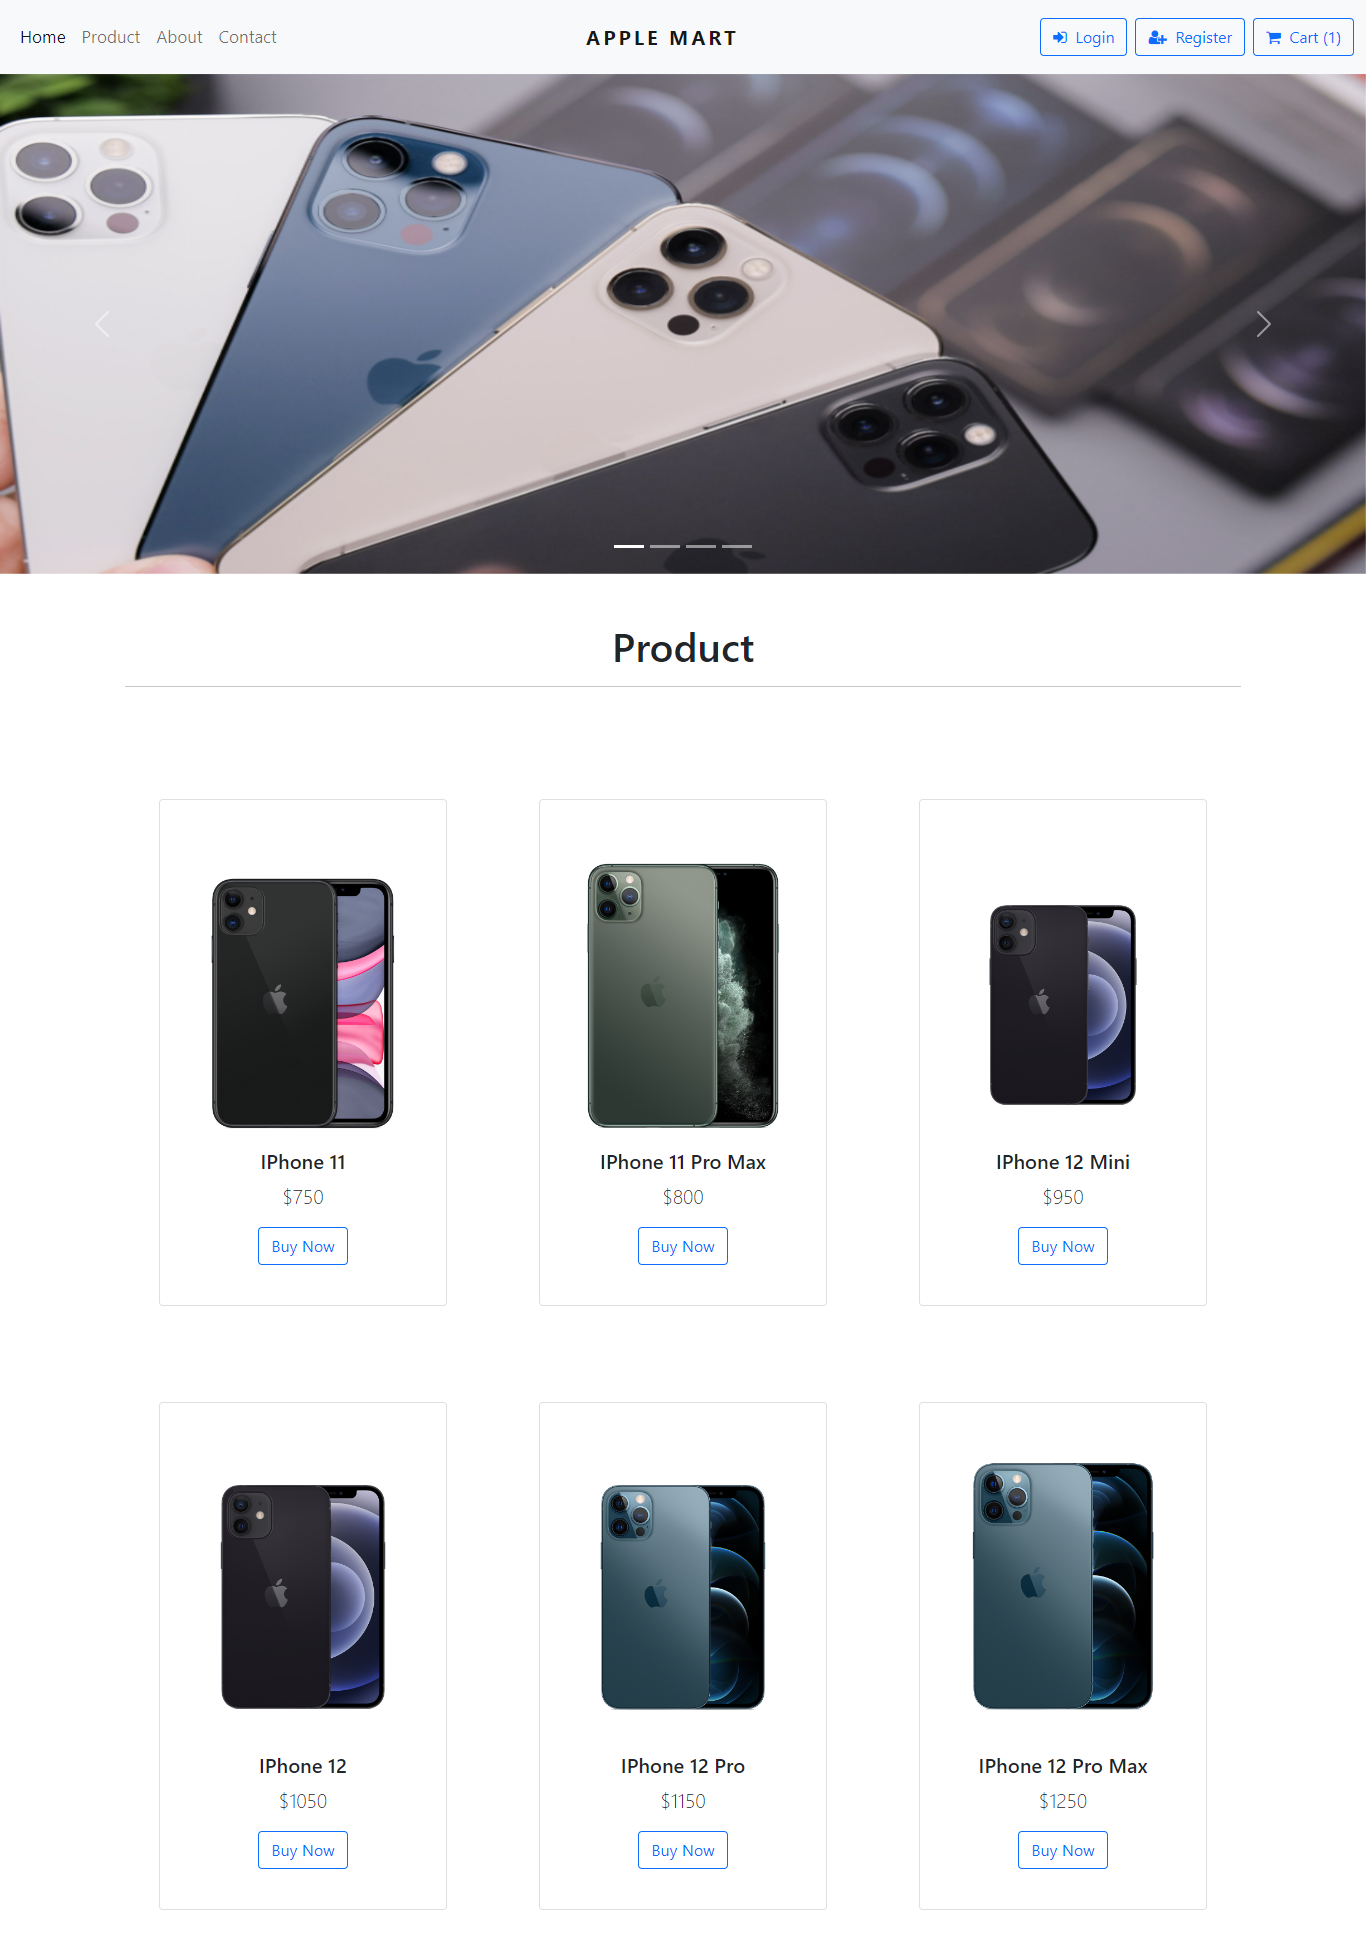 Home Product About Contact APPLE MART Login Register Cart (1)
Product
IPhone 11 IPhone 11 Pro Max IPhone 12 Mini
$750 $800 $950
Buy Now Buy Now Buy Now
IPhone 12 IPhone 12 Pro IPhone 12 Pro Max
$1050 $1150 $1250
Buy Now Buy Now Buy Now